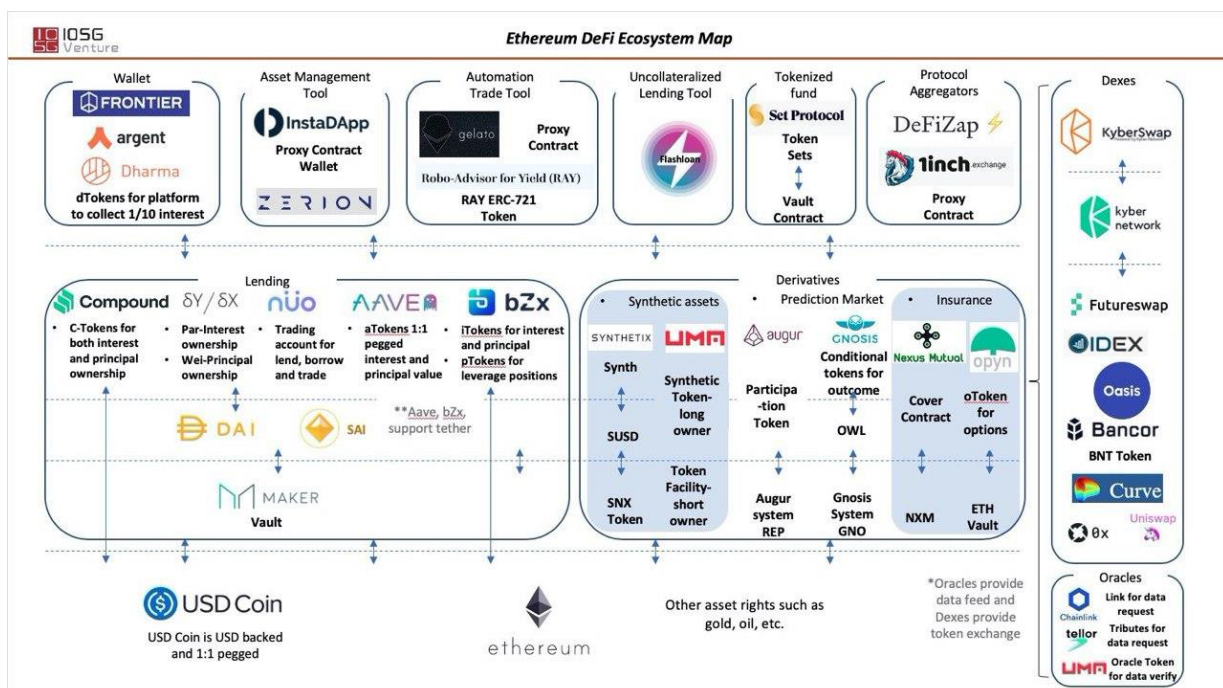 IOSG
Venture
Ethereum DeFi Ecosystem Map
Wallet
FRONTIER
argent
Dharma
dTokens for platform
to collect 1/10 interest
Asset Management
Tool
InstaDApp
Proxy Contract
Wallet
ZERION
Automation
Trade Tool
gelato
Proxy
Contract
Robo-Advisor for Yield (RAY)
RAY ERC-721
Token
Uncollateralized
Lending Tool
Flashloan
Tokenized
fund
Set Protocol
Token
Sets
Vault
Contract
Protocol
Aggregators
DeFiZap
1inch.exchange
Proxy
Contract
Lending
Compound
• C-Tokens for
both interest
and principal
ownership
δY/δX
• Par-Interest
ownership
• Wei-Principal
ownership
nüo
• Trading
account for
lend, borrow
and trade
AAVE
• aTokens 1:1
pegged
interest and
principal value
bZx
• iTokens for interest
and principal
• pTokens for
leverage positions
DAI
SAI
**Aave, bZx,
support tether
MAKER
Vault
Derivatives
• Synthetic assets
SYNTHETIX
Synth
SUSD
SNX
Token
UMA
Synthetic
Token-
long
owner
Token
Facility-
short
owner
• Prediction Market
augur
Participa
-tion
Token
Augur
system
REP
GNOSIS
Conditional
tokens for
outcome
OWL
Gnosis
System
GNO
• Insurance
Nexus Mutual
Cover
Contract
NXM
opyn
oToken
for
options
ETH
Vault
USD Coin
USD Coin is USD backed
and 1:1 pegged
ethereum
Other asset rights such as
gold, oil, etc.
*Oracles provide
data feed and
Dexes provide
token exchange
Dexes
KyberSwap
kyber
network
Futureswap
IDEX
Oasis
Bancor
BNT Token
Curve
0x
Uniswap
Oracles
Chainlink
Link for data
request
tellor
Tributes for
data request
UMA
Oracle Token
for data verify